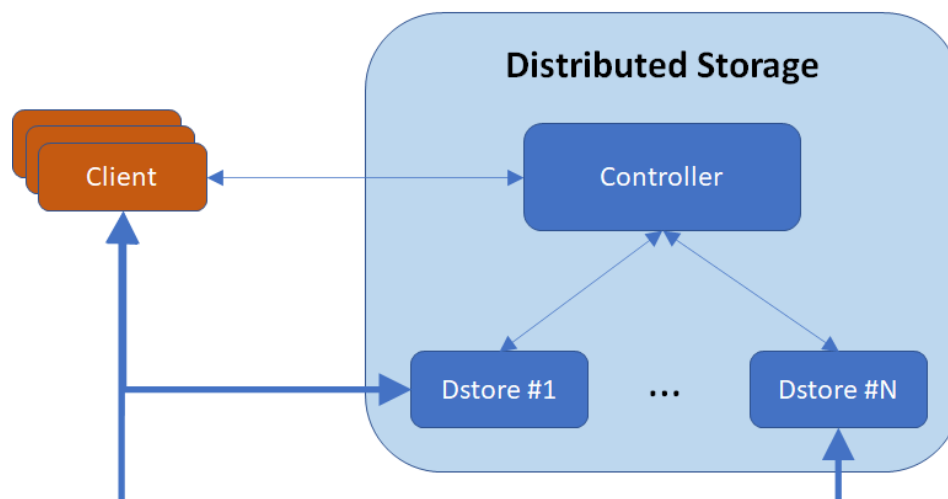 Distributed Storage
Client
Controller
Dstore #1
...
Dstore #N